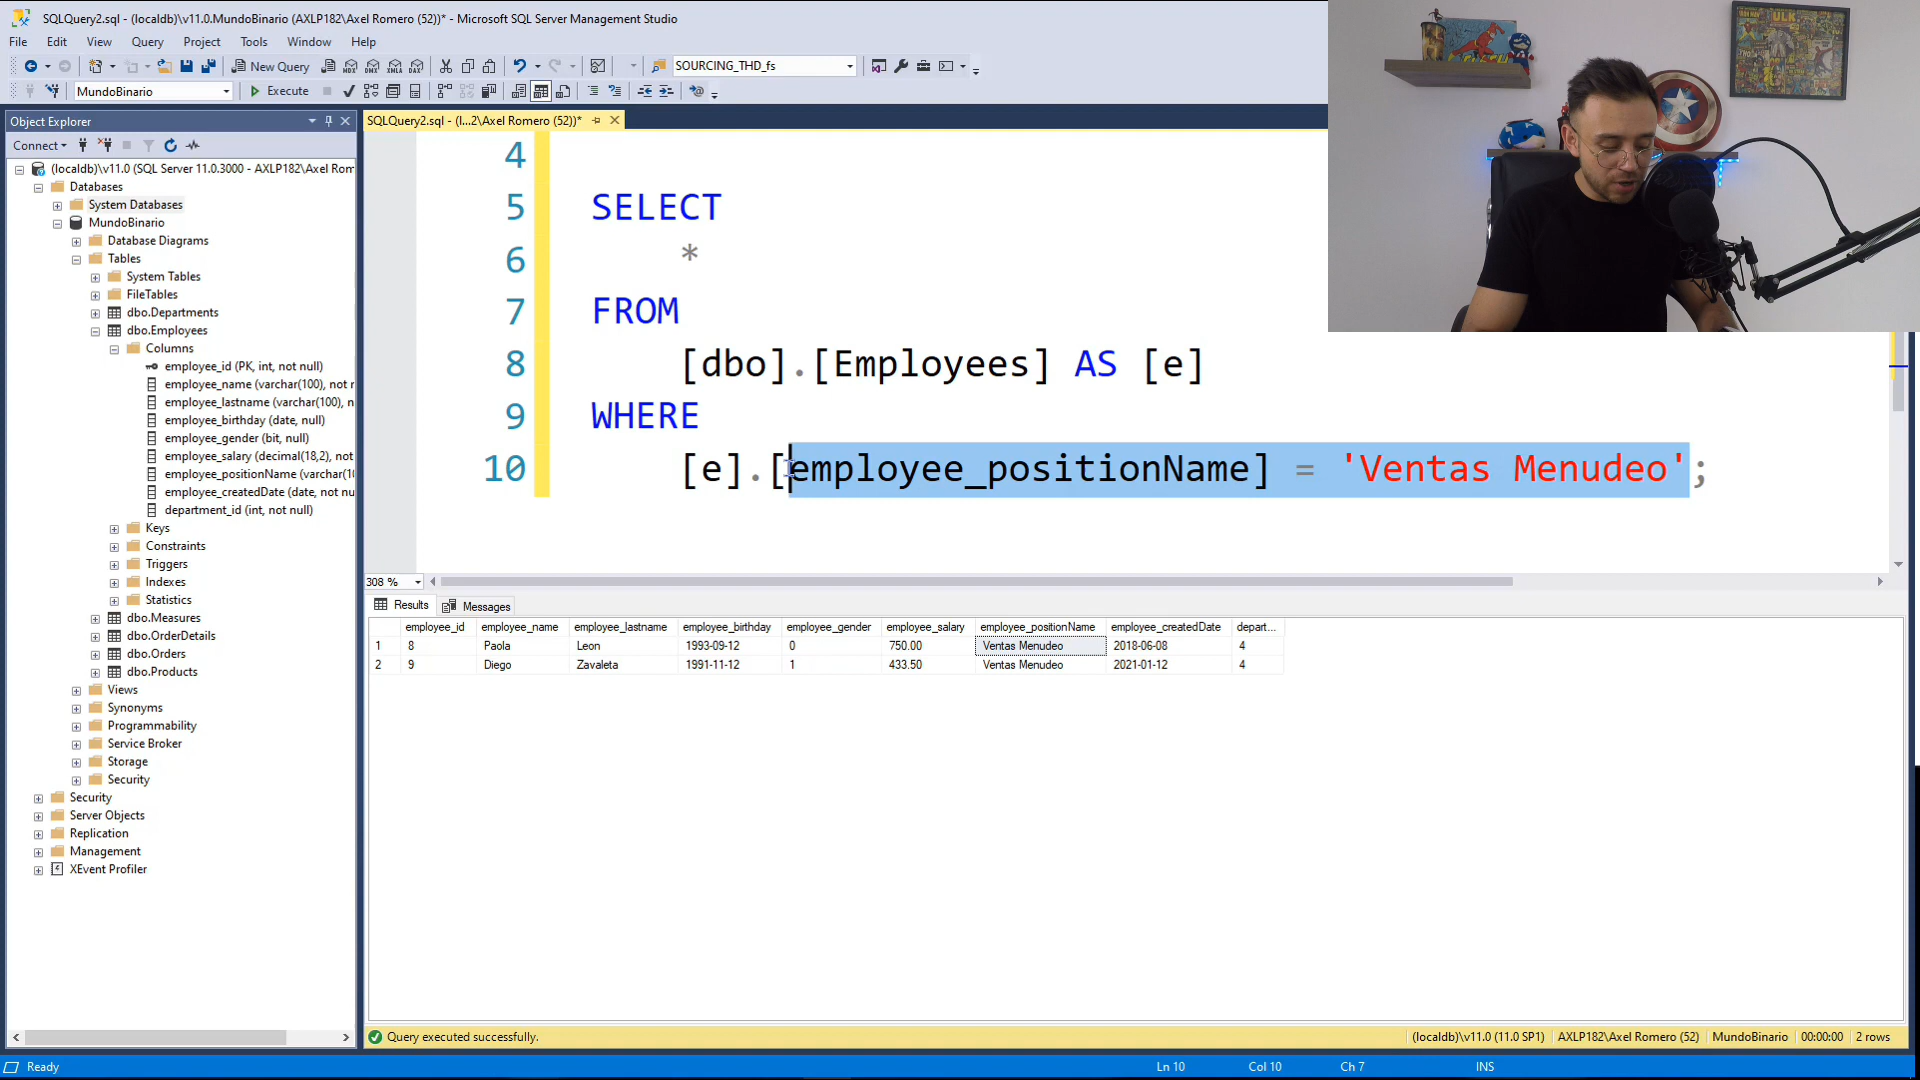 SQLQuery2.sql - (localdb)\v11.0.MundoBinario (AXLP182\Axel Romero (52))* - Microsoft SQL Server Management Studio
File Edit View Query Project Tools Window Help
New Query MDX DMX XMLA DAX SOURCING_THD_fs
MundoBinario Execute
Object Explorer
Connect
(localdb)\v11.0 (SQL Server 11.0.3000 - AXLP182\Axel Rom
Databases
System Databases
MundoBinario
Database Diagrams
Tables
System Tables
FileTables
dbo.Departments
dbo.Employees
Columns
employee_id (PK, int, not null)
employee_name (varchar(100), not n
employee_lastname (varchar(100), n
employee_birthday (date, null)
employee_gender (bit, null)
employee_salary (decimal(18,2), not
employee_positionName (varchar(10
employee_createdDate (date, not nu
department_id (int, not null)
Keys
Constraints
Triggers
Indexes
Statistics
dbo.Measures
dbo.OrderDetails
dbo.Orders
dbo.Products
Views
Synonyms
Programmability
Service Broker
Storage
Security
Security
Server Objects
Replication
Management
XEvent Profiler
SQLQuery2.sql - (l...2\Axel Romero (52))*
4
5 SELECT
6 *
7 FROM
8 [dbo].[Employees] AS [e]
9 WHERE
10 [e].[employee_positionName] = 'Ventas Menudeo';
308 %
Results Messages
employee_id employee_name employee_lastname employee_birthday employee_gender employee_salary employee_positionName employee_createdDate depart...
1 8 Paola Leon 1993-09-12 0 750.00 Ventas Menudeo 2018-06-08 4
2 9 Diego Zavaleta 1991-11-12 1 433.50 Ventas Menudeo 2021-01-12 4
Query executed successfully. (localdb)\v11.0 (11.0 SP1) AXLP182\Axel Romero (52) MundoBinario 00:00:00 2 rows
Ready Ln 10 Col 10 Ch 7 INS